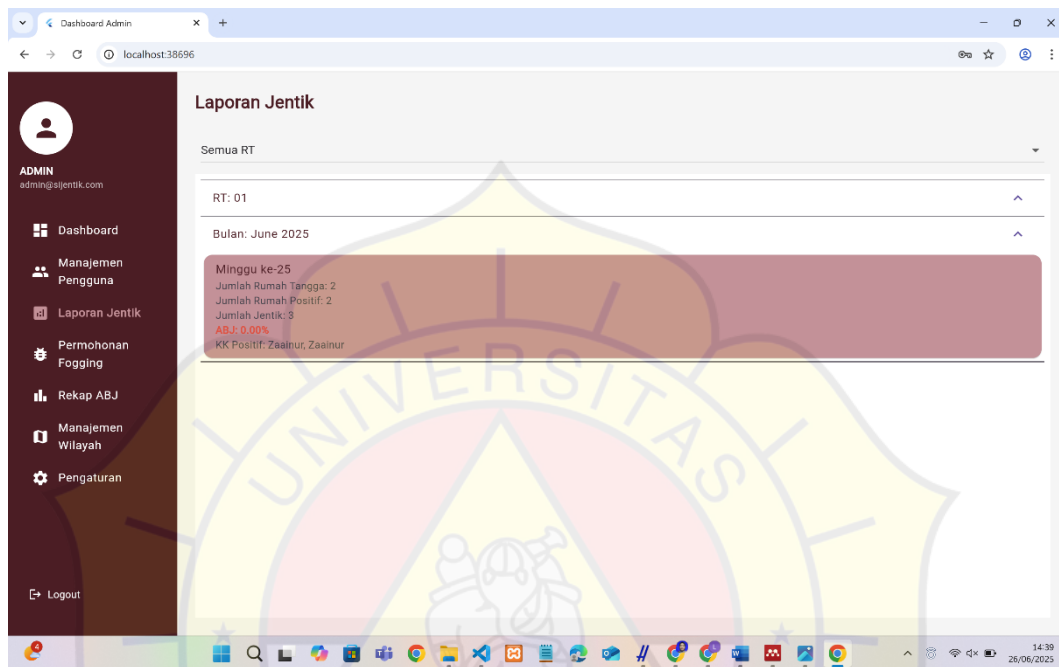 Dashboard Admin
localhost:38696
Laporan Jentik
Semua RT
ADMIN
admin@sijentik.com
RT: 01
Dashboard
Bulan: June 2025
Manajemen
Pengguna
Minggu ke-25
Jumlah Rumah Tangga: 2
Jumlah Rumah Positif: 2
Jumlah Jentik: 3
ABJ: 0.00%
KK Positif: Zaainur, Zaainur
Laporan Jentik
Permohonan
Fogging
Rekap ABJ
Manajemen
Wilayah
Pengaturan
Logout
UNIVERSITAS
4
14:39
26/06/2025